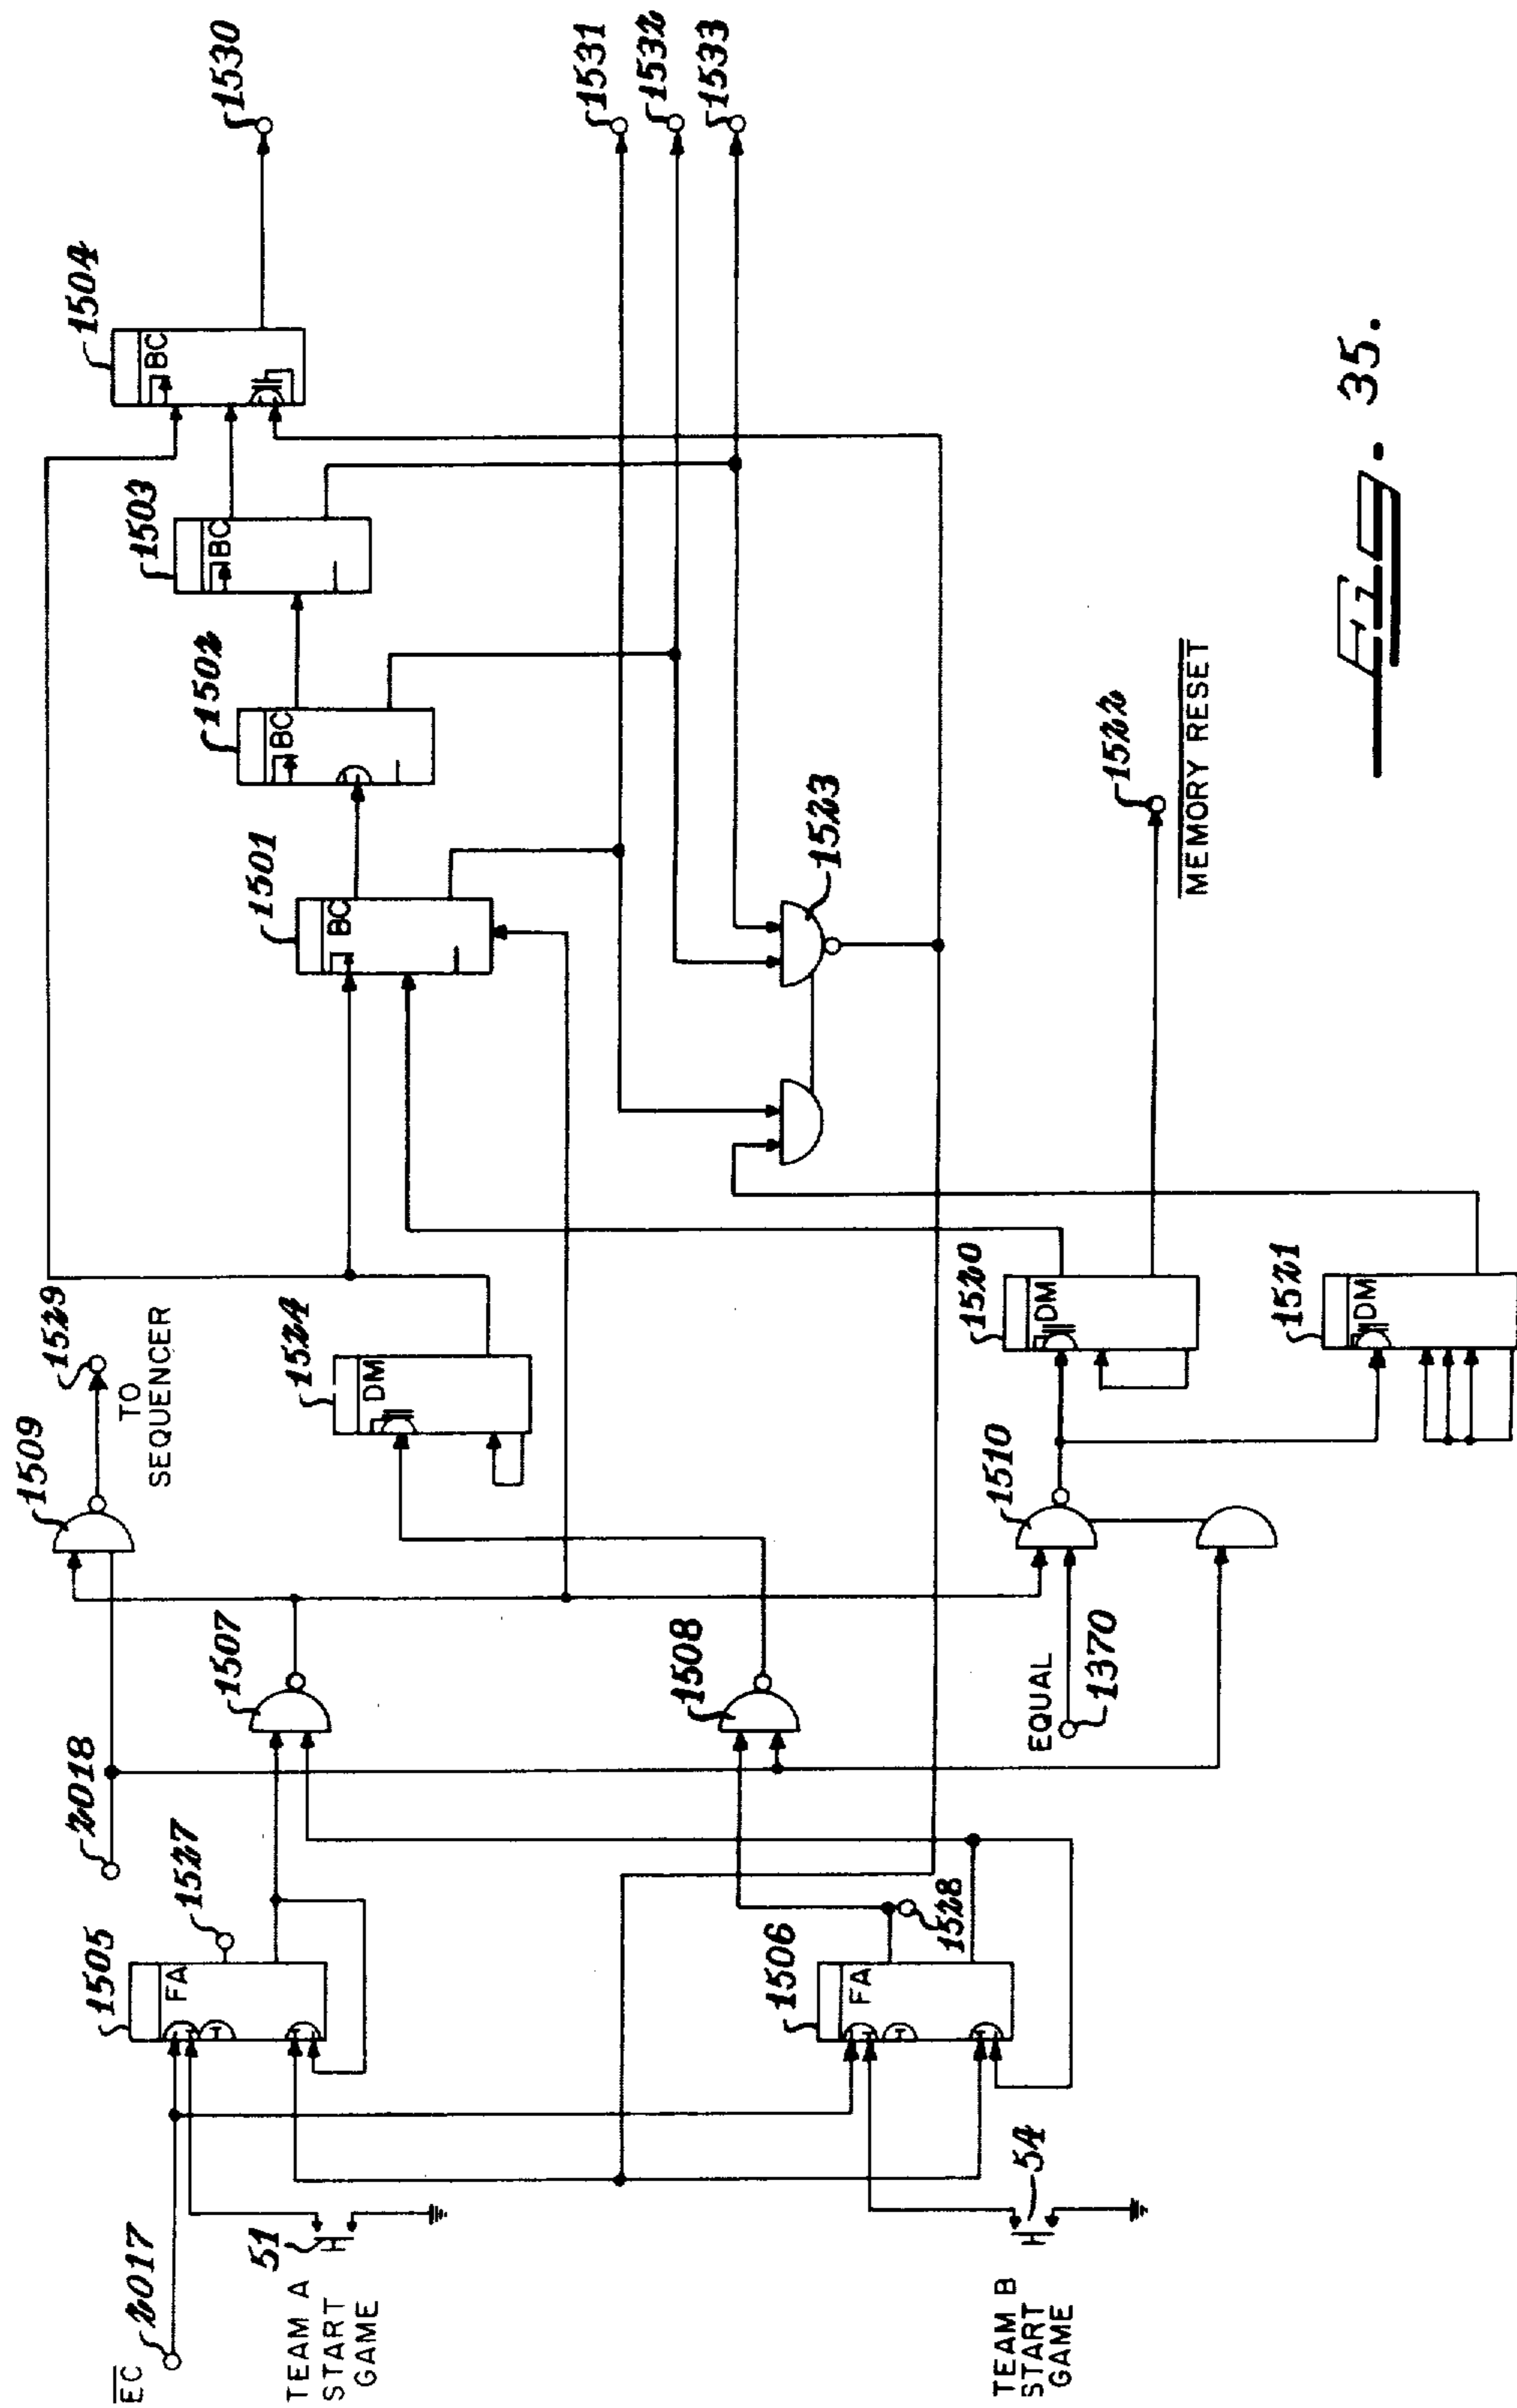 1530
1531
1532
1533
1504
BC
1503
BC
1502
BC
1501
BC
1523
1522
MEMORY RESET
1529
TO
SEQUENCER
1509
1524
DM
1520
DM
1521
DM
1510
1507
1508
EQUAL
1370
2018
1527
1505
FA
1528
1506
FA
EC
2017
51
TEAM A
START
GAME
54
TEAM B
START
GAME
Fig. 35.